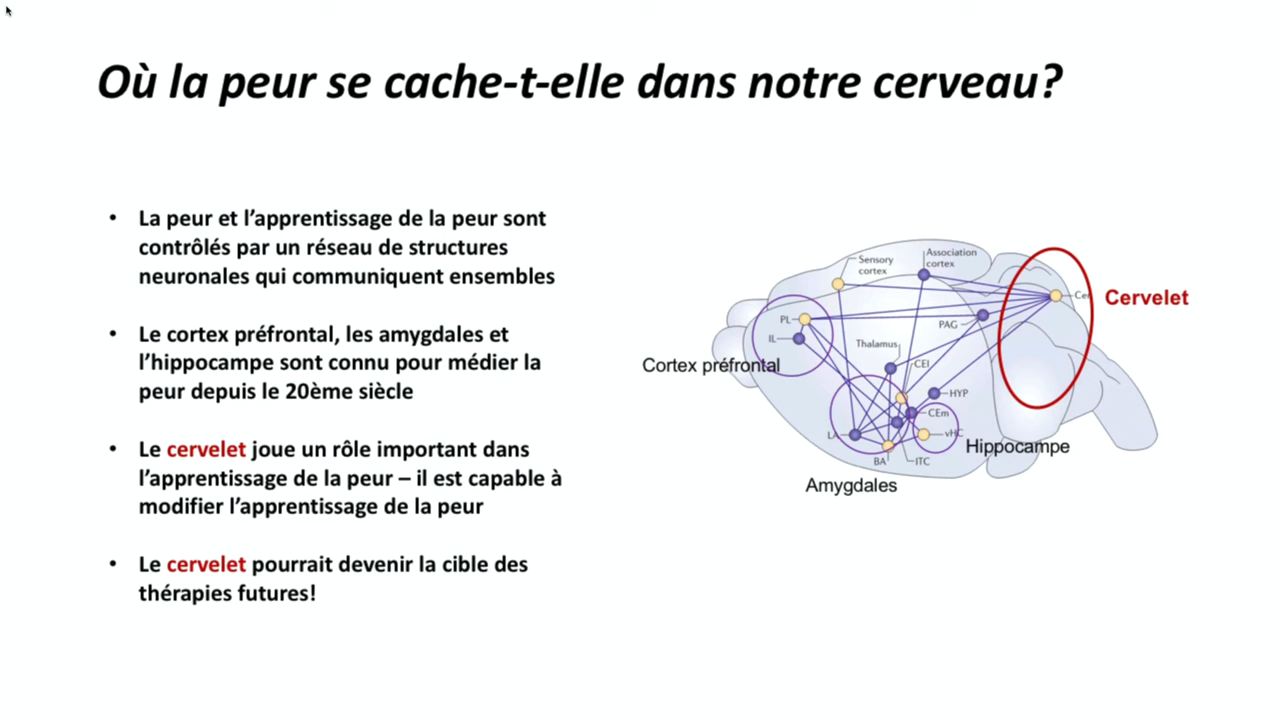 Où la peur se cache-t-elle dans notre cerveau?
• La peur et l’apprentissage de la peur sont
contrôlés par un réseau de structures
neuronales qui communiquent ensembles
• Le cortex préfrontal, les amygdales et
l’hippocampe sont connu pour médier la
peur depuis le 20ème siècle
• Le cervelet joue un rôle important dans
l’apprentissage de la peur – il est capable à
modifier l’apprentissage de la peur
• Le cervelet pourrait devenir la cible des
thérapies futures!
Sensory
cortex
Association
cortex
Cer
Cervelet
PL
IL
PAG
Thalamus
CEl
Cortex préfrontal
HYP
CEm
LA
vHC
BA
ITC
Hippocampe
Amygdales